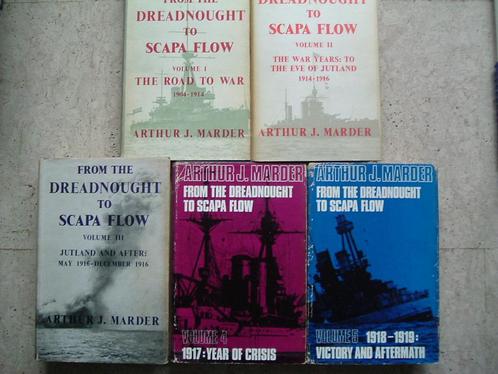 FROM THE
DREADNOUGHT
TO
SCAPA FLOW
VOLUME I
THE ROAD TO WAR
1904-1914
ARTHUR J. MARDER
DREADNOUGHT
TO
SCAPA FLOW
VOLUME II
THE WAR YEARS: TO
THE EVE OF JUTLAND
1914-1916
ARTHUR J. MARDER
FROM THE
DREADNOUGHT
TO
SCAPA FLOW
VOLUME III
JUTLAND AND AFTER:
MAY 1916-DECEMBER 1916
ARTHUR J. MARDER
ARTHUR J. MARDER
FROM THE DREADNOUGHT
TO SCAPA FLOW
VOLUME 4
1917: YEAR OF CRISIS
ARTHUR J. MARDER
FROM THE DREADNOUGHT
TO SCAPA FLOW
VOLUME 5 1918-1919:
VICTORY AND AFTERMATH